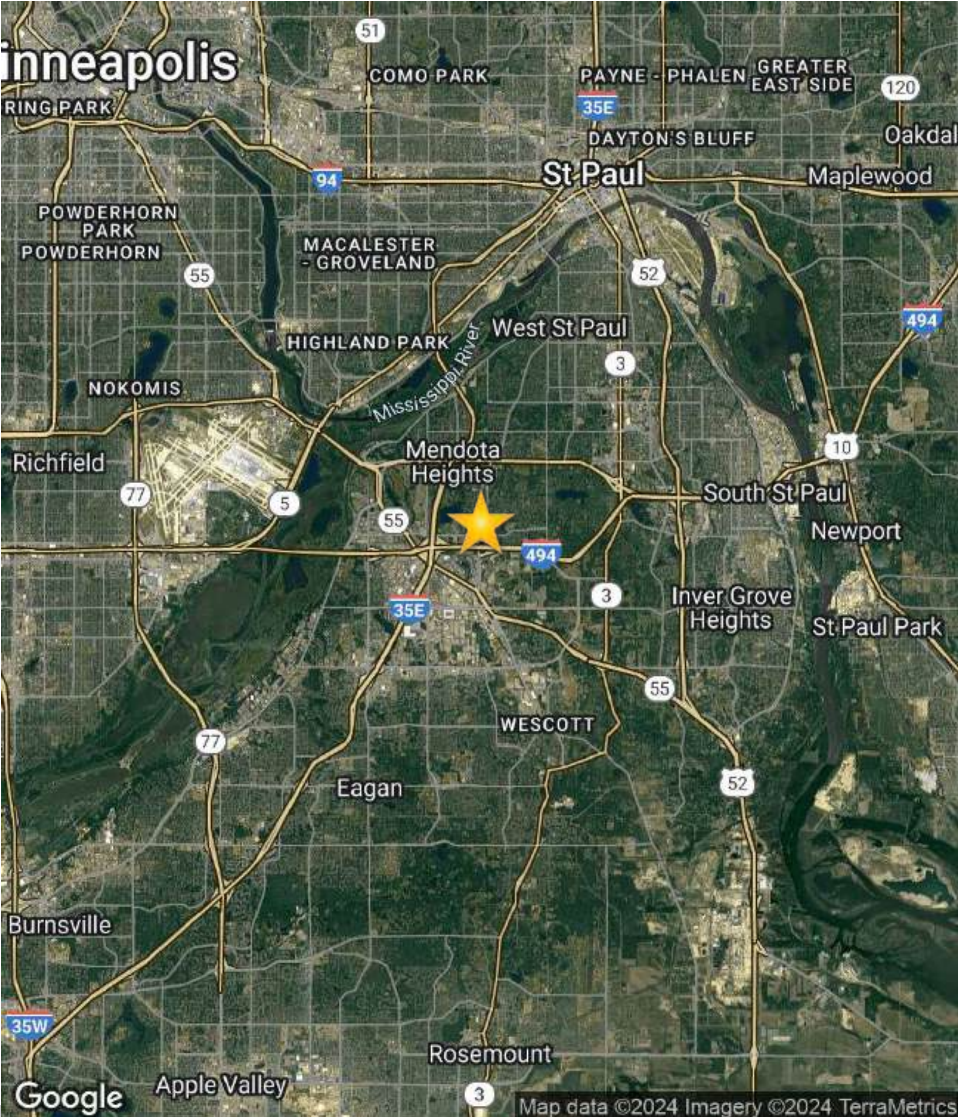 51
inneapolis
COMO PARK
PAYNE - PHALEN
GREATER
EAST SIDE
120
RING PARK
35E
DAYTON'S BLUFF
Oakdal
94
St Paul
Maplewood
POWDERHORN
PARK
POWDERHORN
MACALESTER
- GROVELAND
55
52
494
HIGHLAND PARK
West St Paul
Mississippi River
3
NOKOMIS
Richfield
Mendota
Heights
10
77
5
55
South St Paul
Newport
494
35E
3
Inver Grove
Heights
St Paul Park
55
WESCOTT
77
52
Eagan
Burnsville
35W
Rosemount
Apple Valley
3
Google
Map data ©2024 Imagery ©2024 TerraMetrics